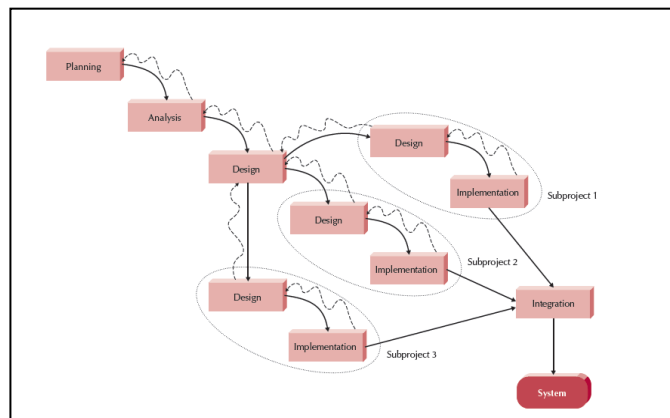 Planning
Analysis
Design
Design
Implementation
Subproject 1
Design
Implementation
Subproject 2
Design
Implementation
Subproject 3
Integration
System